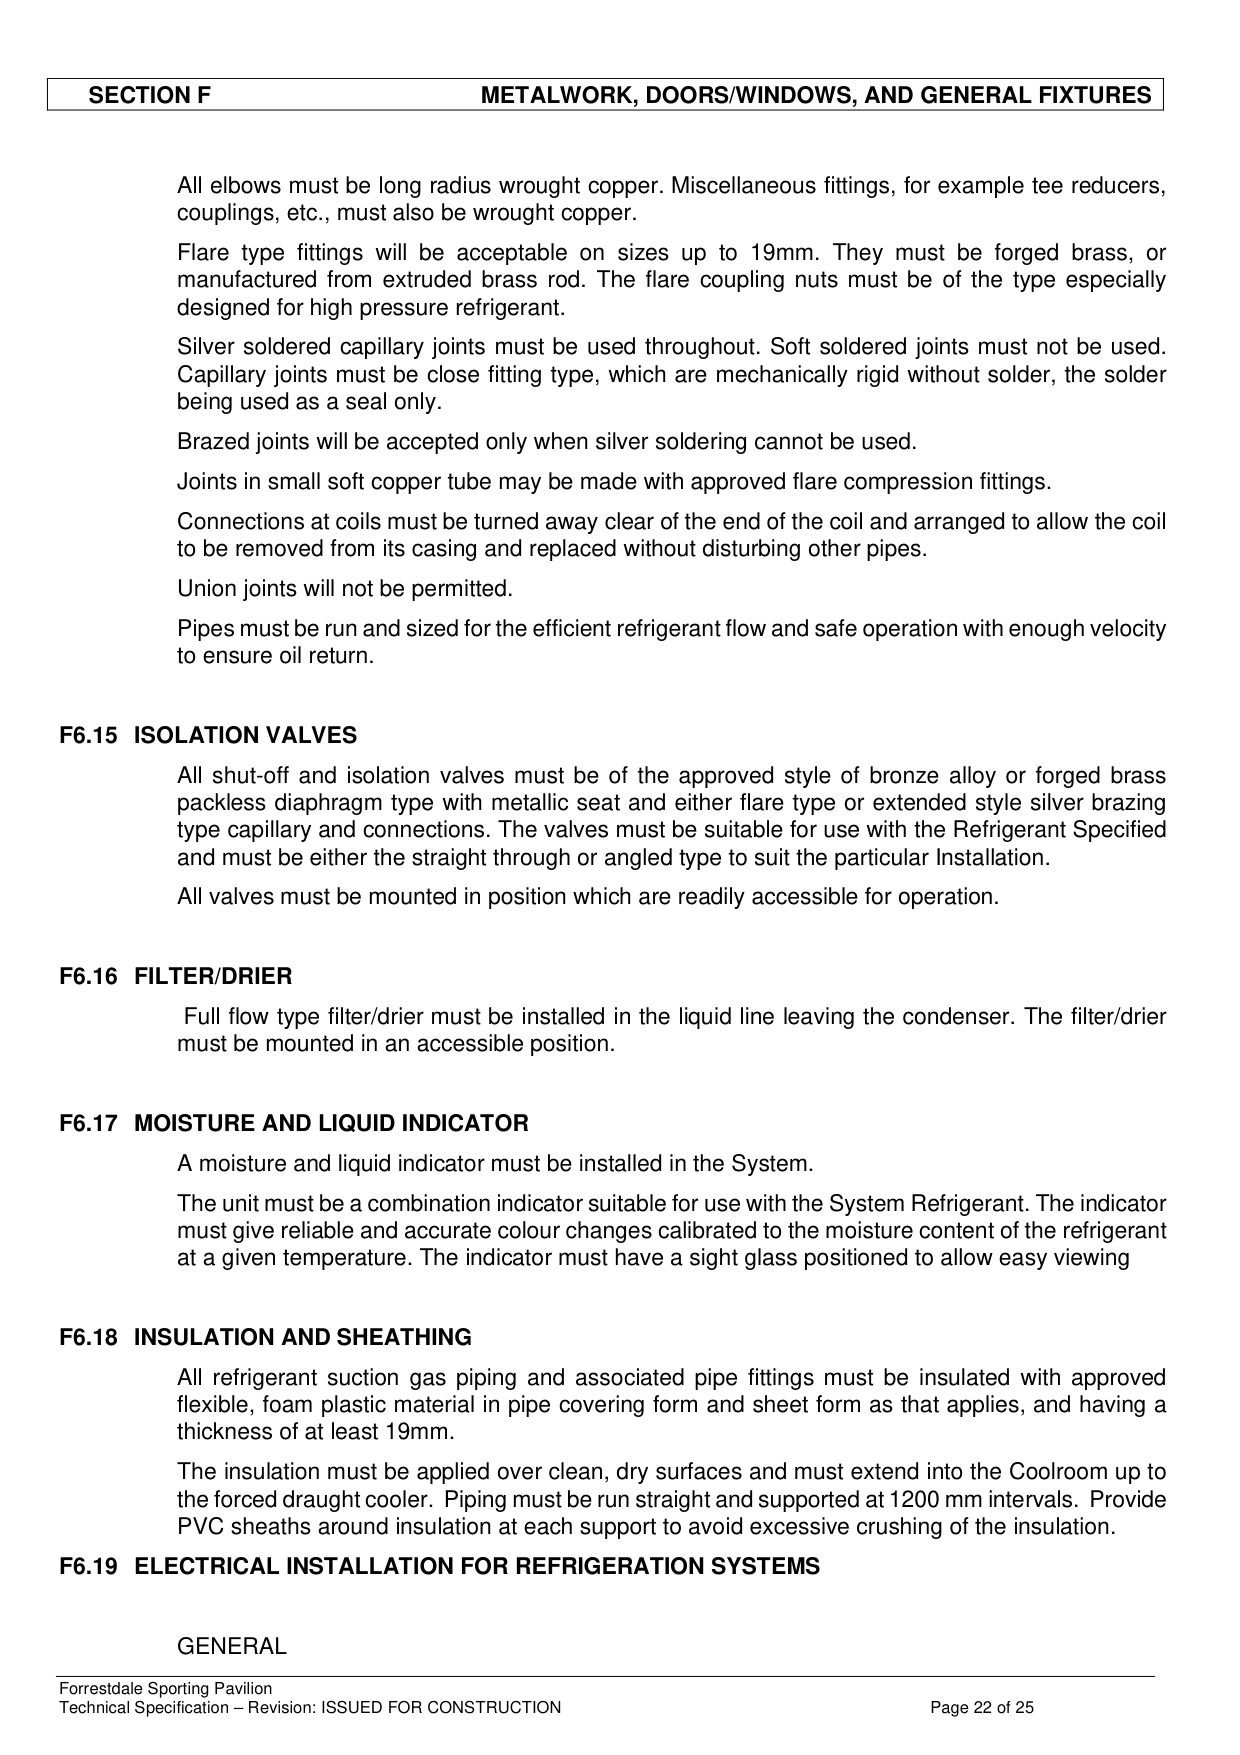 SECTION F METALWORK, DOORS/WINDOWS, AND GENERAL FIXTURES
All elbows must be long radius wrought copper. Miscellaneous fittings, for example tee reducers,
couplings, etc., must also be wrought copper.
Flare type fittings will be acceptable on sizes up to 19mm. They must be forged brass, or
manufactured from extruded brass rod. The flare coupling nuts must be of the type especially
designed for high pressure refrigerant.
Silver soldered capillary joints must be used throughout. Soft soldered joints must not be used.
Capillary joints must be close fitting type, which are mechanically rigid without solder, the solder
being used as a seal only.
Brazed joints will be accepted only when silver soldering cannot be used.
Joints in small soft copper tube may be made with approved flare compression fittings.
Connections at coils must be turned away clear of the end of the coil and arranged to allow the coil
to be removed from its casing and replaced without disturbing other pipes.
Union joints will not be permitted.
Pipes must be run and sized for the efficient refrigerant flow and safe operation with enough velocity
to ensure oil return.
F6.15 ISOLATION VALVES
All shut-off and isolation valves must be of the approved style of bronze alloy or forged brass
packless diaphragm type with metallic seat and either flare type or extended style silver brazing
type capillary and connections. The valves must be suitable for use with the Refrigerant Specified
and must be either the straight through or angled type to suit the particular Installation.
All valves must be mounted in position which are readily accessible for operation.
F6.16 FILTER/DRIER
Full flow type filter/drier must be installed in the liquid line leaving the condenser. The filter/drier
must be mounted in an accessible position.
F6.17 MOISTURE AND LIQUID INDICATOR
A moisture and liquid indicator must be installed in the System.
The unit must be a combination indicator suitable for use with the System Refrigerant. The indicator
must give reliable and accurate colour changes calibrated to the moisture content of the refrigerant
at a given temperature. The indicator must have a sight glass positioned to allow easy viewing
F6.18 INSULATION AND SHEATHING
All refrigerant suction gas piping and associated pipe fittings must be insulated with approved
flexible, foam plastic material in pipe covering form and sheet form as that applies, and having a
thickness of at least 19mm.
The insulation must be applied over clean, dry surfaces and must extend into the Coolroom up to
the forced draught cooler. Piping must be run straight and supported at 1200 mm intervals. Provide
PVC sheaths around insulation at each support to avoid excessive crushing of the insulation.
F6.19 ELECTRICAL INSTALLATION FOR REFRIGERATION SYSTEMS
GENERAL
Forrestdale Sporting Pavilion
Technical Specification – Revision: ISSUED FOR CONSTRUCTION Page 22 of 25